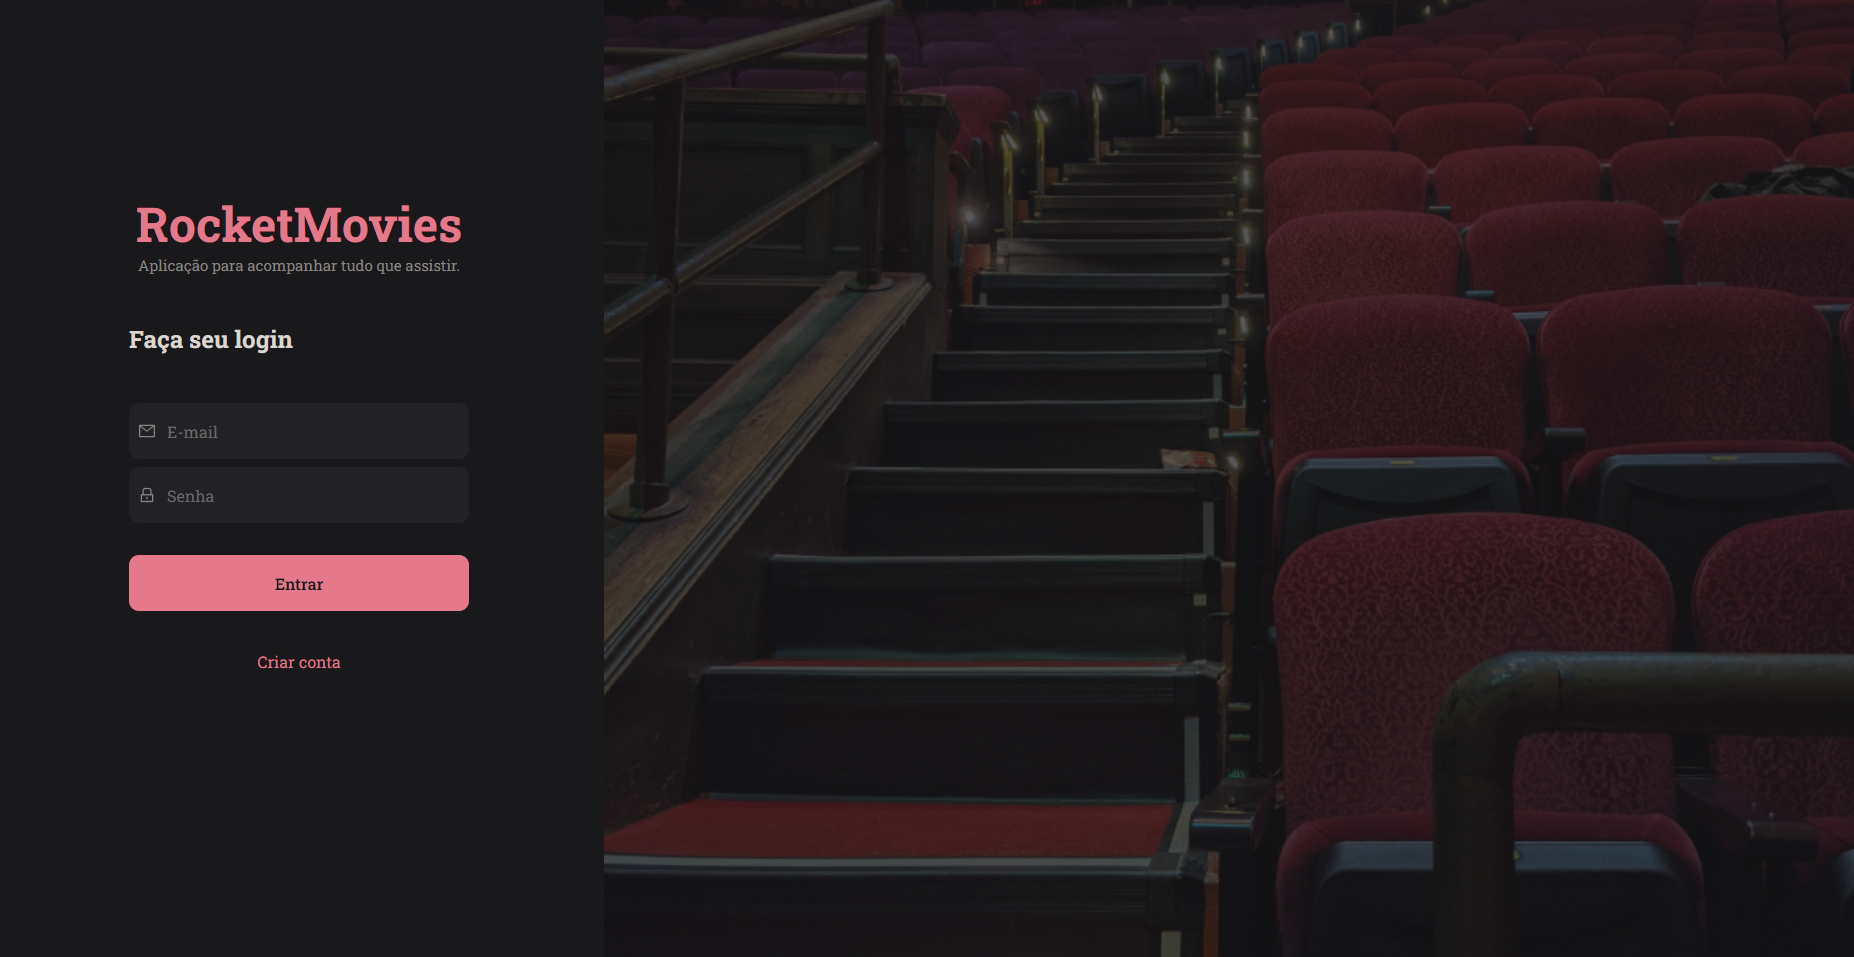 RocketMovies
Aplicação para acompanhar tudo que assistir.
Faça seu login
E-mail
Senha
Entrar
Criar conta